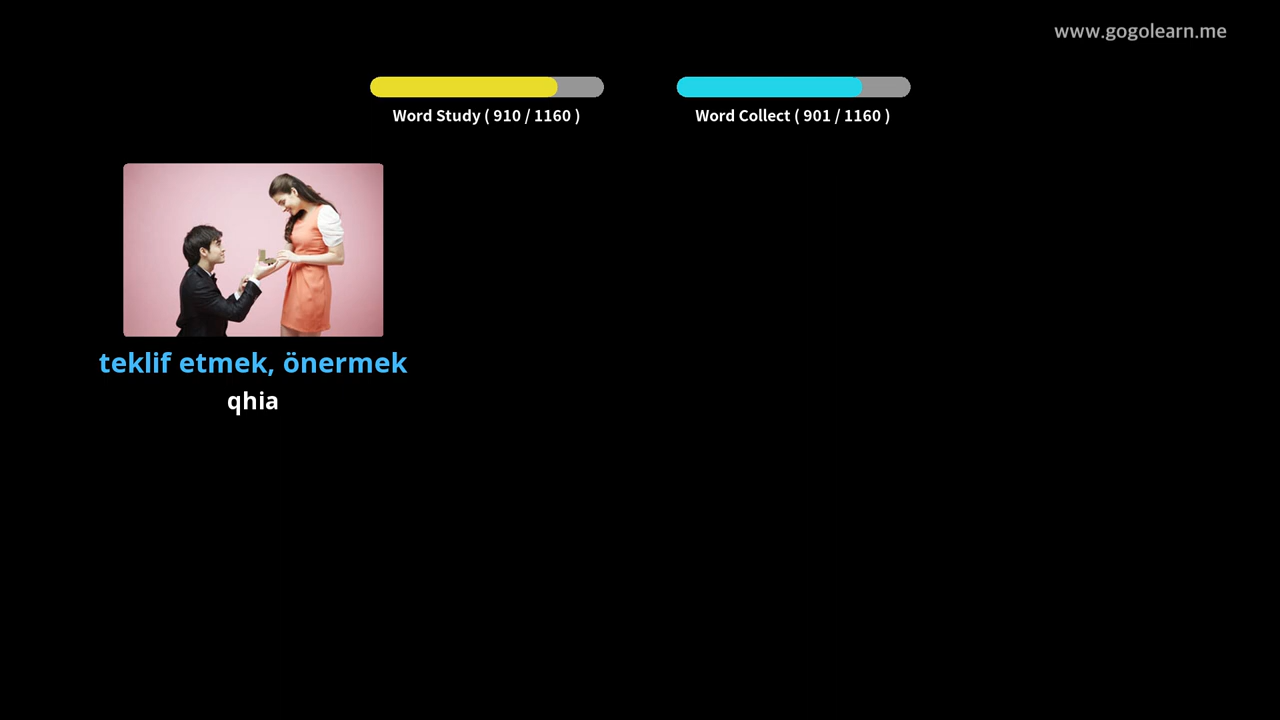 www.gogolearn.me
Word Study ( 910 / 1160 )
Word Collect ( 901 / 1160 )
teklif etmek, önermek
qhia